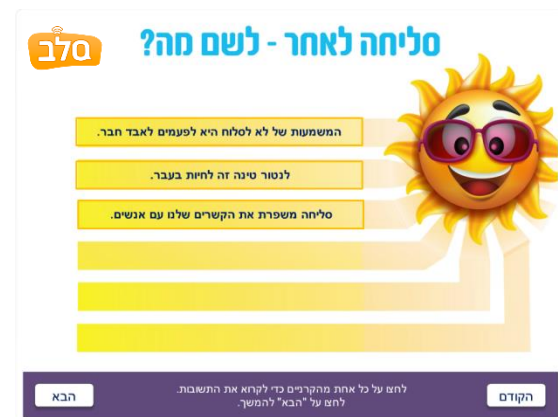 סליחה לאחר - לשם מה?
בלב
המשמעות של לא לסלוח היא לפעמים לאבד חבר.
לנטור טינה זה לחיות בעבר.
סליחה משפרת את הקשרים שלנו עם אנשים.
הקודם
לחצו על כל אחת מהקרניים כדי לקרוא את התשובות.
לחצו על "הבא" להמשך.
הבא